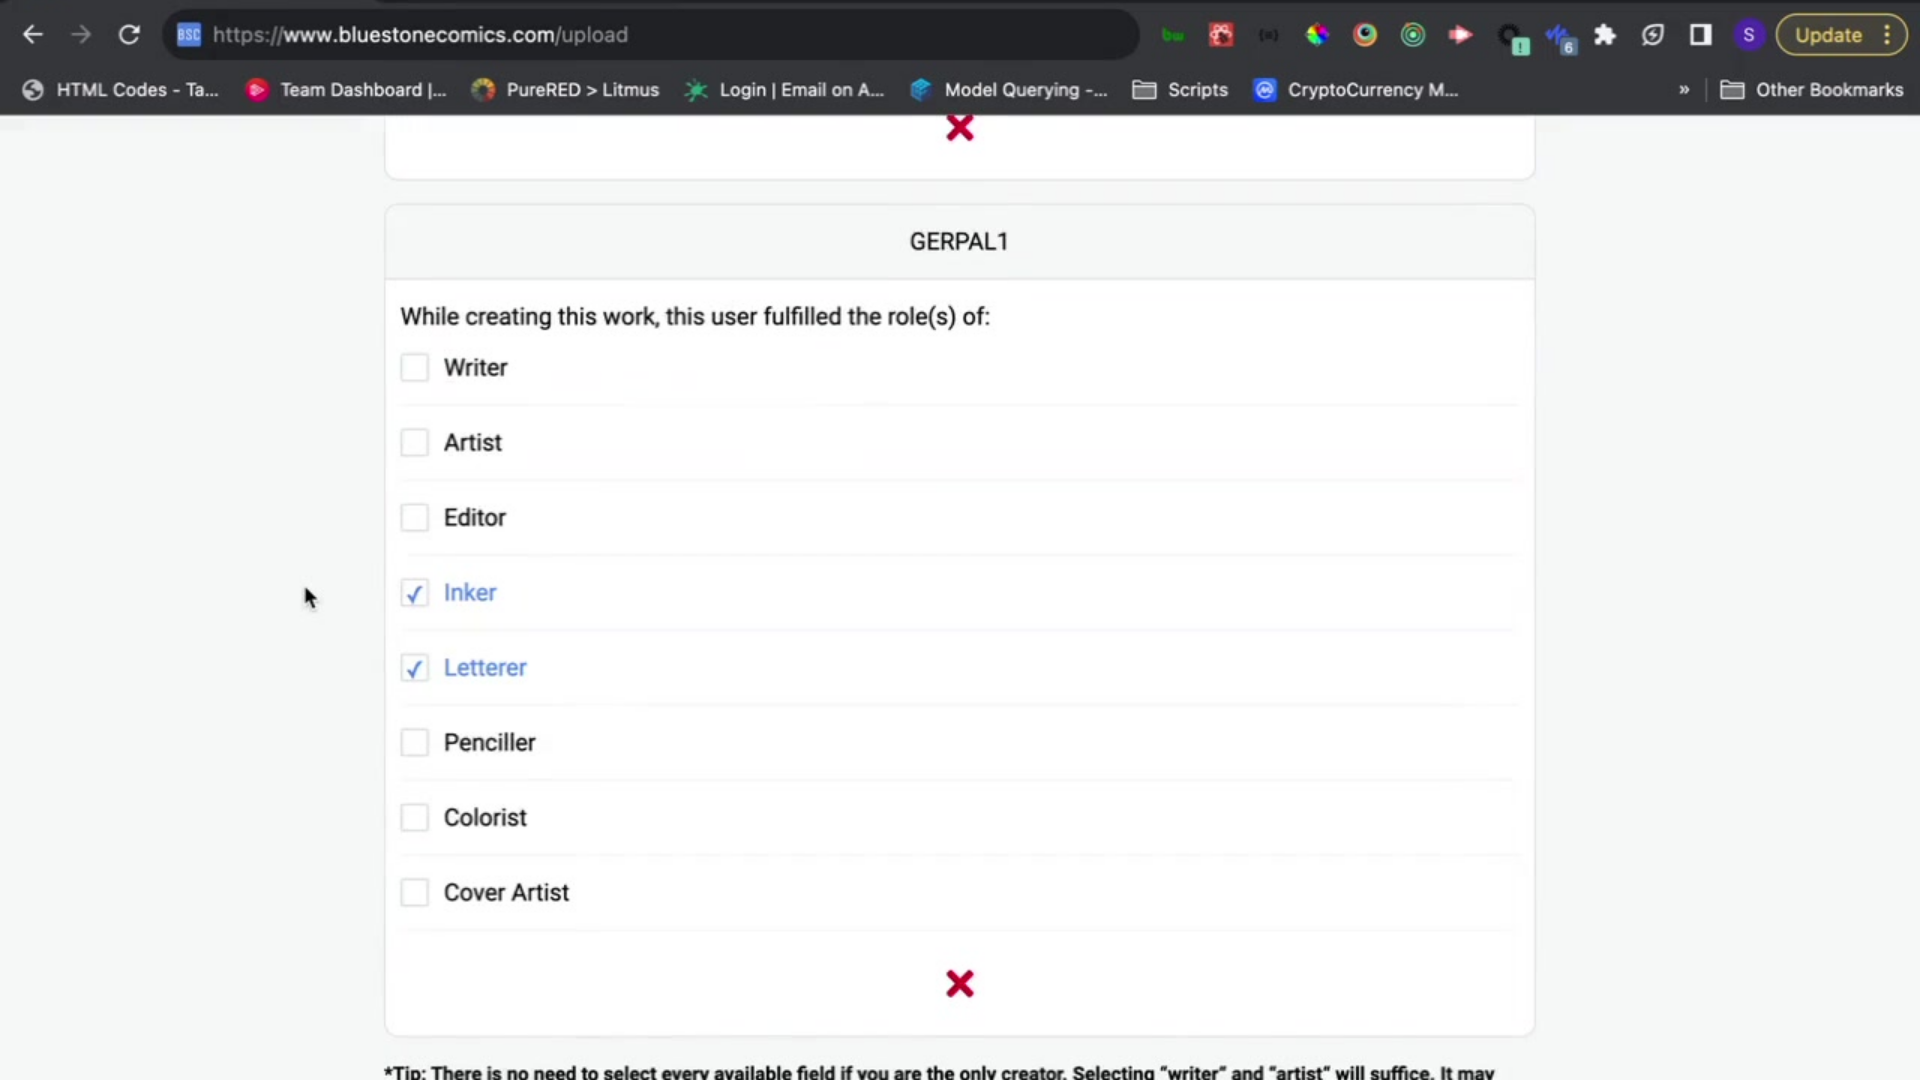 BSC https://www.bluestonecomics.com/upload bw 6 S Update
HTML Codes - Ta... Team Dashboard |... PureRED > Litmus Login | Email on A... Model Querying -... Scripts CryptoCurrency M... » Other Bookmarks
GERPAL1
While creating this work, this user fulfilled the role(s) of:
Writer
Artist
Editor
Inker
Letterer
Penciller
Colorist
Cover Artist
*Tip: There is no need to select every available field if you are the only creator. Selecting "writer" and "artist" will suffice. It may